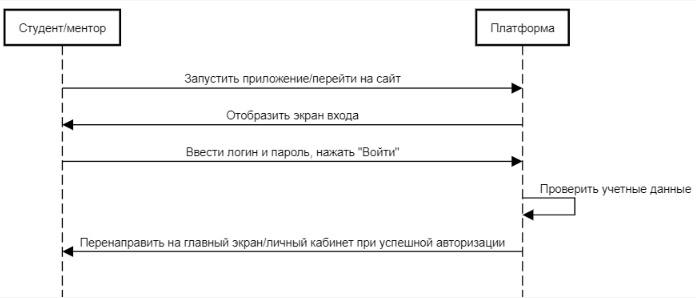 Студент/ментор
Платформа
Запустить приложение/перейти на сайт
Отобразить экран входа
Ввести логин и пароль, нажать "Войти"
Проверить учетные данные
Перенаправить на главный экран/личный кабинет при успешной авторизации